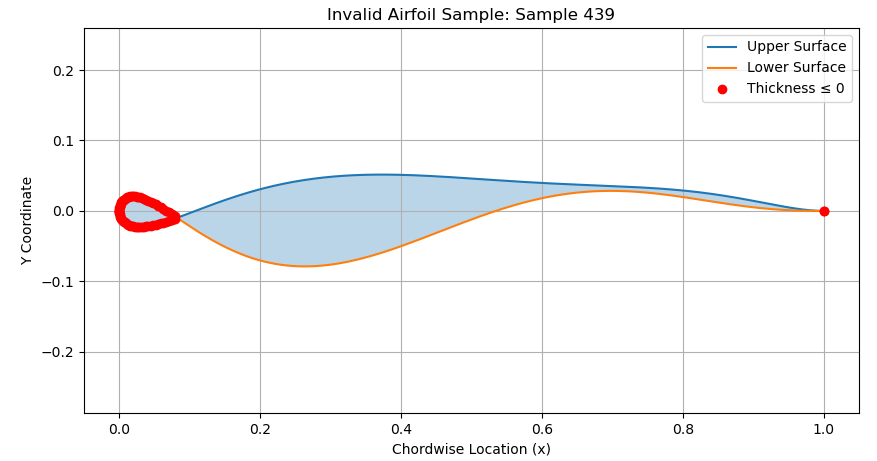 Invalid Airfoil Sample: Sample 439
Upper Surface
Lower Surface
Thickness ≤ 0
Y Coordinate
0.2
0.1
0.0
−0.1
−0.2
0.0 0.2 0.4 0.6 0.8 1.0
Chordwise Location (x)